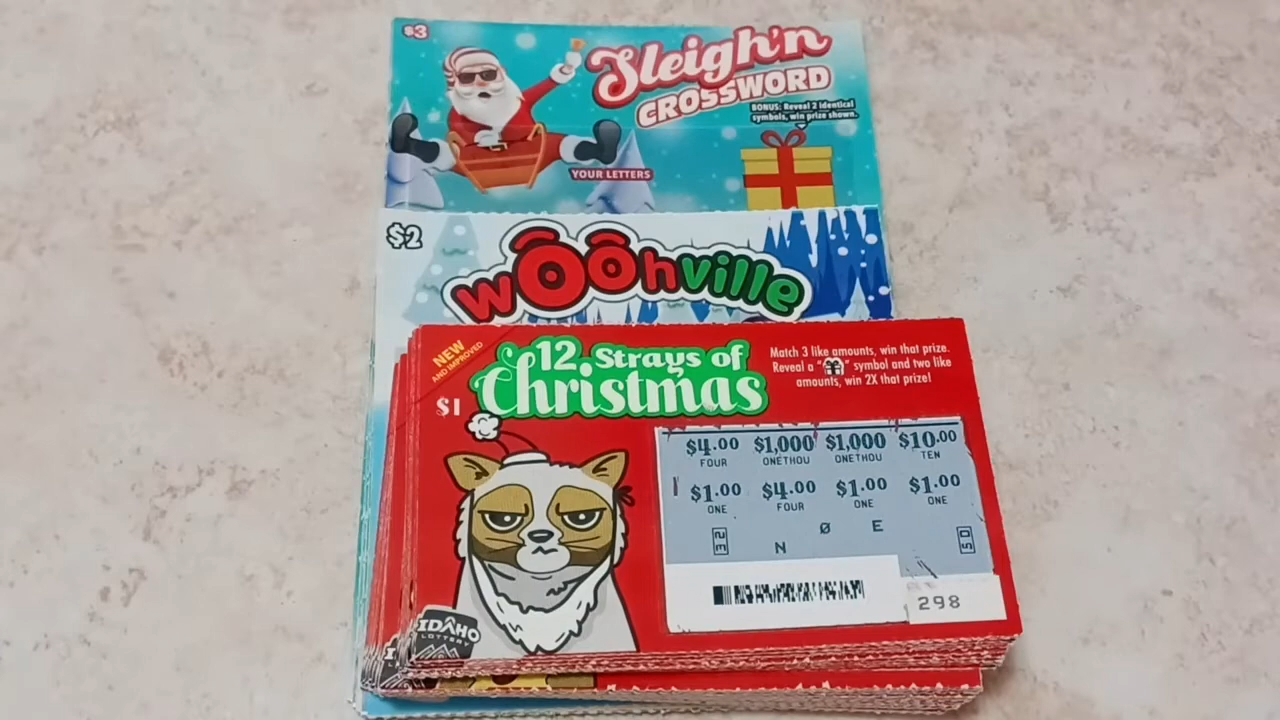 $3
Sleigh'n
CROSSWORD
BONUS: Reveal 2 identical
symbols, win prize shown.
YOUR LETTERS
$2
wôôhville
NEW
AND IMPROVED
$1
12 Strays of
Christmas
Match 3 like amounts, win that prize.
Reveal a " " symbol and two like
amounts, win 2X that prize!
$4.00 $1,000 $1,000 $10.00
FOUR ONETHOU ONETHOU TEN
$1.00 $4.00 $1.00 $1.00
ONE FOUR ONE ONE
32 N Ø E 50
298
IDAHO
LOTTERY